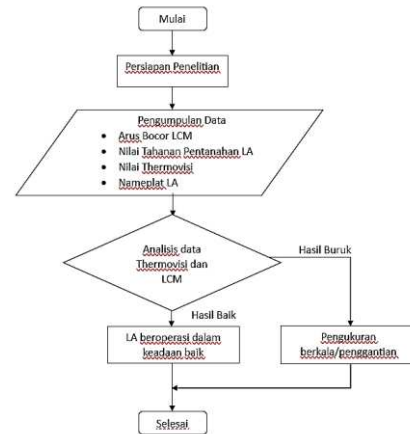 Mulai
Persiapan Penelitian
Pengumpulan Data
• Arus Bocor LCM
• Nilai Tahanan Pentanahan LA
• Nilai Thermovisi
• Nameplat LA
Analisis data
Thermovisi dan
LCM
Hasil Buruk
Hasil Baik
LA beroperasi dalam
keadaan baik
Pengukuran
berkala/penggantian
Selesai